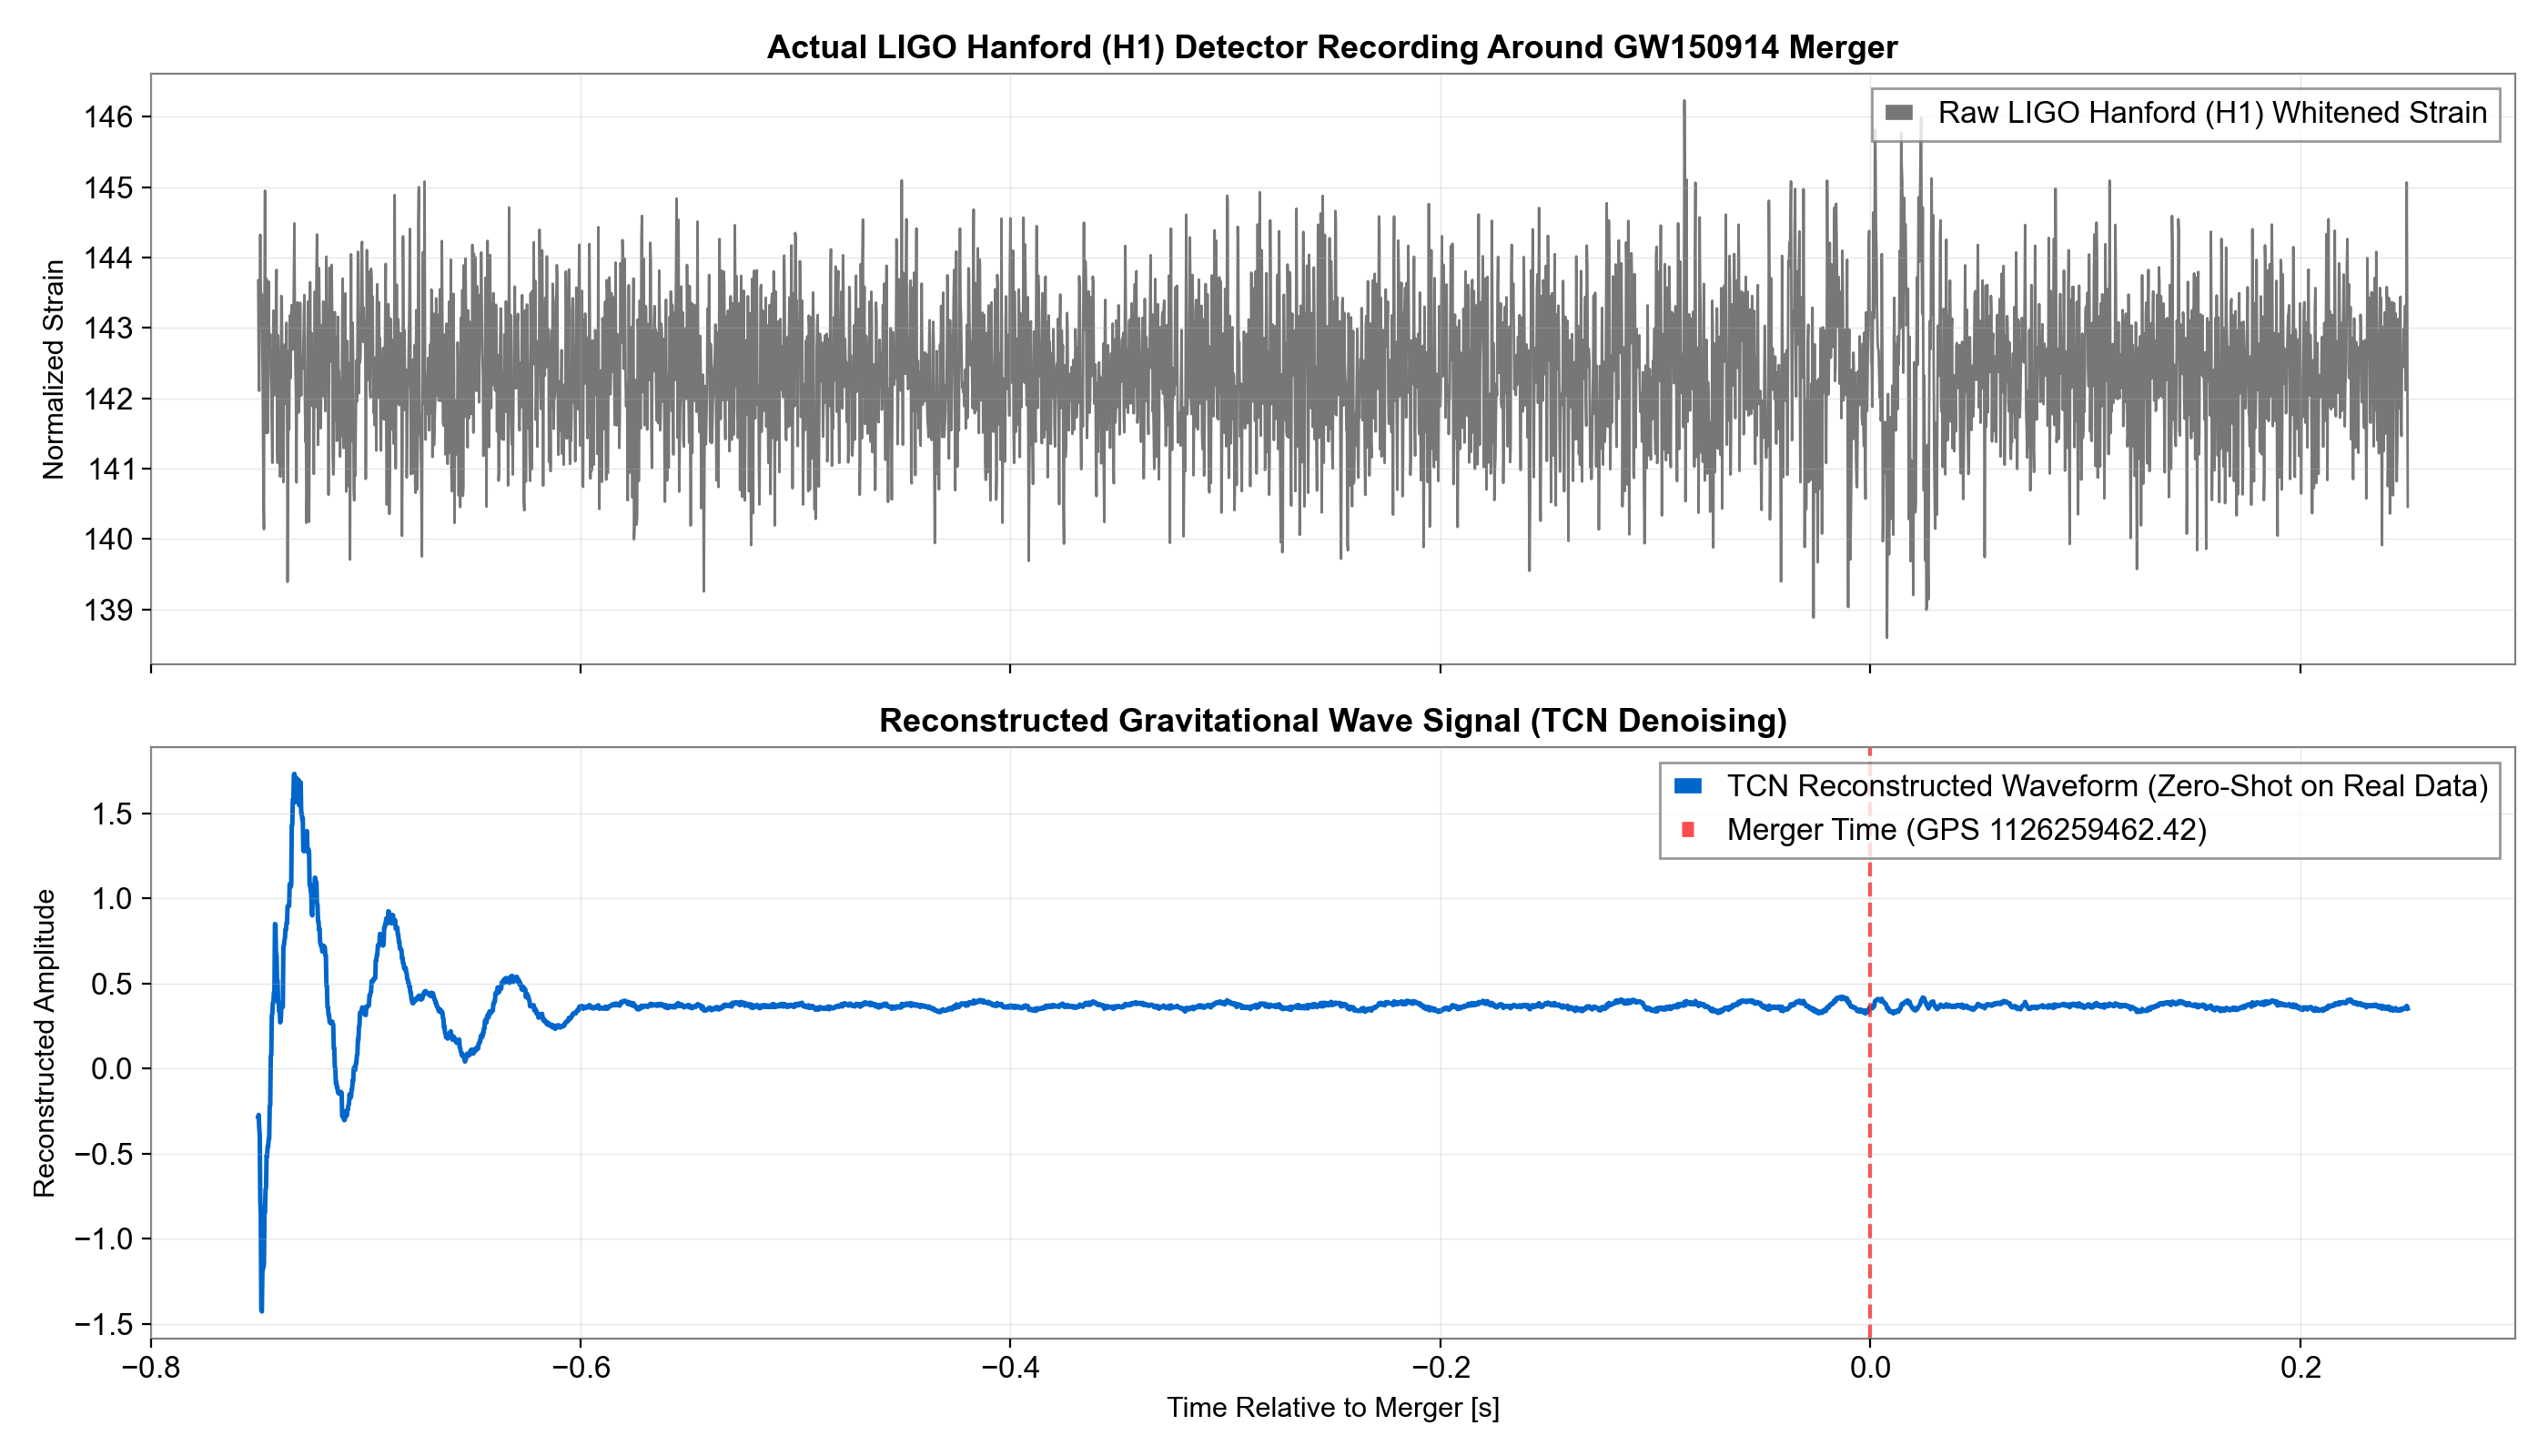 Actual LIGO Hanford (H1) Detector Recording Around GW150914 Merger
Raw LIGO Hanford (H1) Whitened Strain
Normalized Strain
146
145
144
143
142
141
140
139
Reconstructed Gravitational Wave Signal (TCN Denoising)
TCN Reconstructed Waveform (Zero-Shot on Real Data)
Merger Time (GPS 1126259462.42)
Reconstructed Amplitude
1.5
1.0
0.5
0.0
−0.5
−1.0
−1.5
−0.8 −0.6 −0.4 −0.2 0.0 0.2
Time Relative to Merger [s]